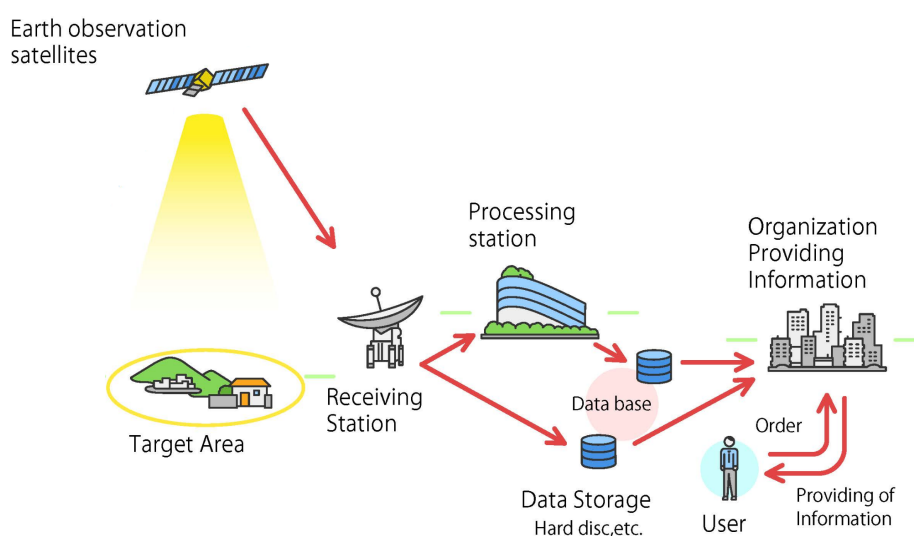 Earth observation
satellites
Processing
station
Organization
Providing
Information
Receiving
Station
Target Area
Data base
Data Storage
Hard disc,etc.
Order
User
Providing of
Information